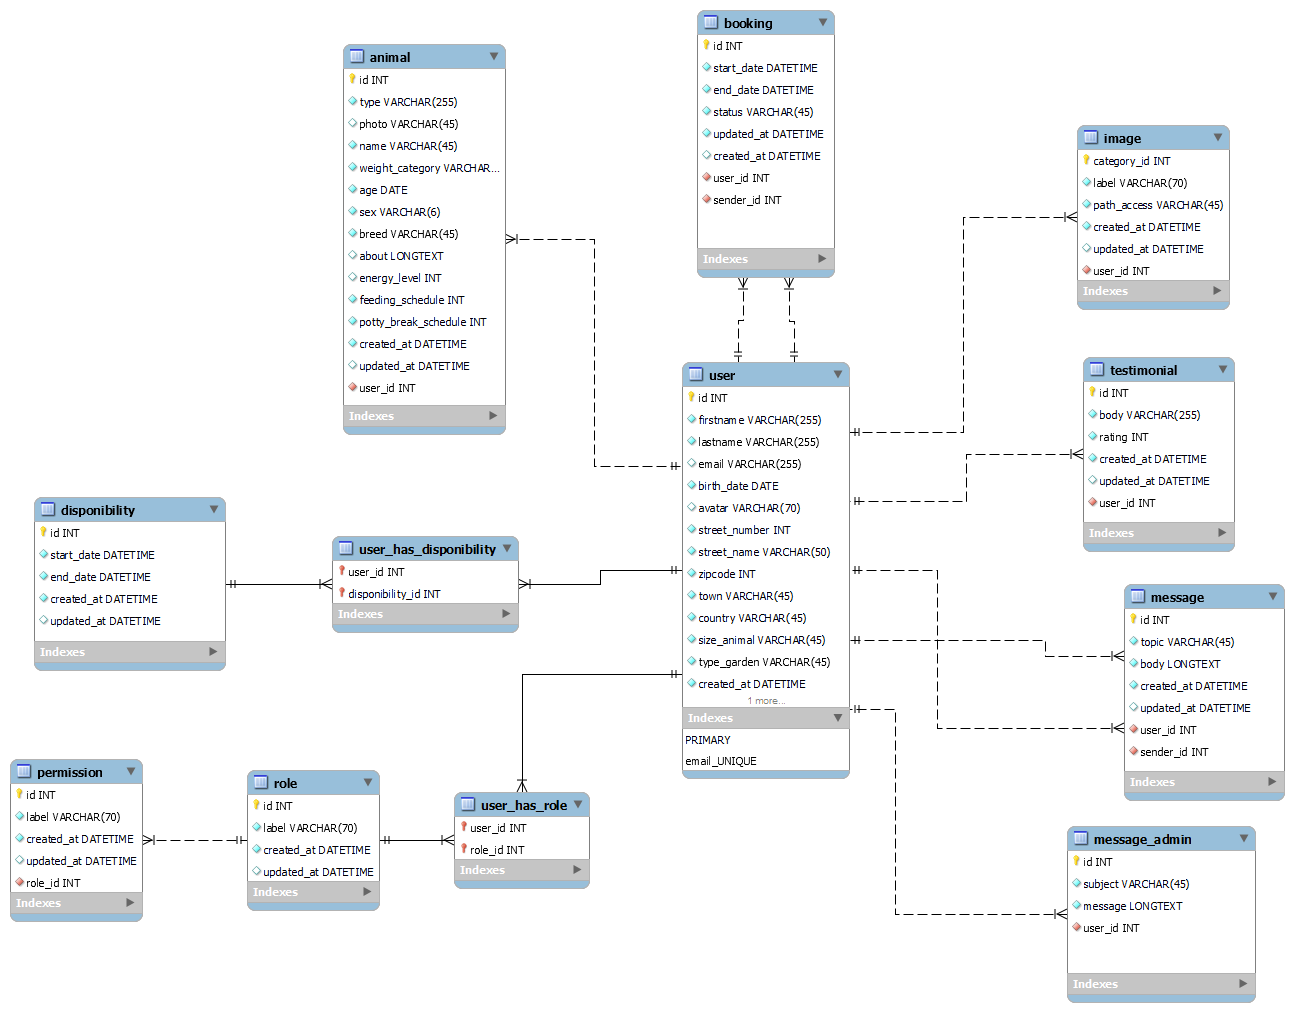 booking
id INT
start_date DATETIME
end_date DATETIME
status VARCHAR(45)
updated_at DATETIME
created_at DATETIME
user_id INT
sender_id INT
Indexes
animal
id INT
type VARCHAR(255)
photo VARCHAR(45)
name VARCHAR(45)
weight_category VARCHAR...
age DATE
sex VARCHAR(6)
breed VARCHAR(45)
about LONGTEXT
energy_level INT
feeding_schedule INT
potty_break_schedule INT
created_at DATETIME
updated_at DATETIME
user_id INT
Indexes
image
category_id INT
label VARCHAR(70)
path_access VARCHAR(45)
created_at DATETIME
updated_at DATETIME
user_id INT
Indexes
user
id INT
firstname VARCHAR(255)
lastname VARCHAR(255)
email VARCHAR(255)
birth_date DATE
avatar VARCHAR(70)
street_number INT
street_name VARCHAR(50)
zipcode INT
town VARCHAR(45)
country VARCHAR(45)
size_animal VARCHAR(45)
type_garden VARCHAR(45)
created_at DATETIME
1 more...
Indexes
PRIMARY
email_UNIQUE
testimonial
id INT
body VARCHAR(255)
rating INT
created_at DATETIME
updated_at DATETIME
user_id INT
Indexes
disponibility
id INT
start_date DATETIME
end_date DATETIME
created_at DATETIME
updated_at DATETIME
Indexes
user_has_disponibility
user_id INT
disponibility_id INT
Indexes
message
id INT
topic VARCHAR(45)
body LONGTEXT
created_at DATETIME
updated_at DATETIME
user_id INT
sender_id INT
Indexes
permission
id INT
label VARCHAR(70)
created_at DATETIME
updated_at DATETIME
role_id INT
Indexes
role
id INT
label VARCHAR(70)
created_at DATETIME
updated_at DATETIME
Indexes
user_has_role
user_id INT
role_id INT
Indexes
message_admin
id INT
subject VARCHAR(45)
message LONGTEXT
user_id INT
Indexes